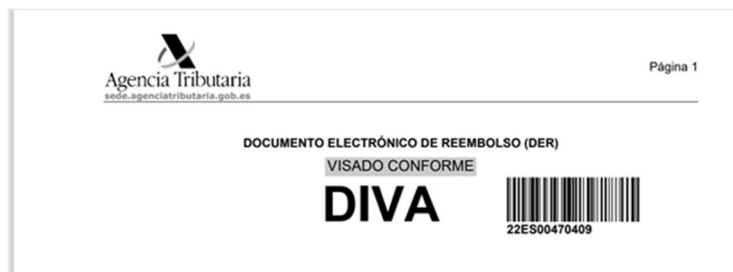 Agencia Tributaria
sede.agenciatributaria.gob.es
Página 1
DOCUMENTO ELECTRÓNICO DE REEMBOLSO (DER)
VISADO CONFORME
DIVA
22ES00470409